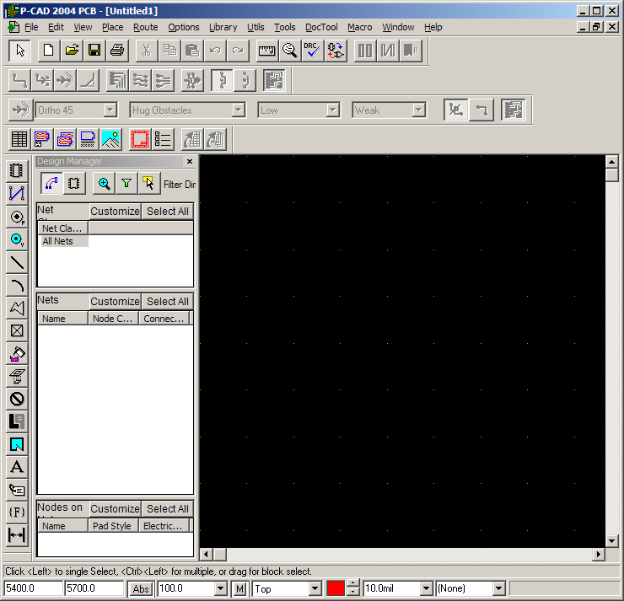 P-CAD 2004 PCB - [Untitled1]
File Edit View Place Route Options Library Utils Tools DocTool Macro Window Help
DRC
Ortho 45 Hug Obstacles Low Weak
Design Manager
Filter Dir
Net Customize Select All
Net Cla...
All Nets
Nets Customize Select All
Name Node C... Connec...
Nodes on Customize Select All
Name Pad Style Electric...
P
V
A
{F}
Click <Left> to single Select, <Ctrl><Left> for multiple, or drag for block select.
5400.0 5700.0 Abs 100.0 M Top 10.0mil (None)